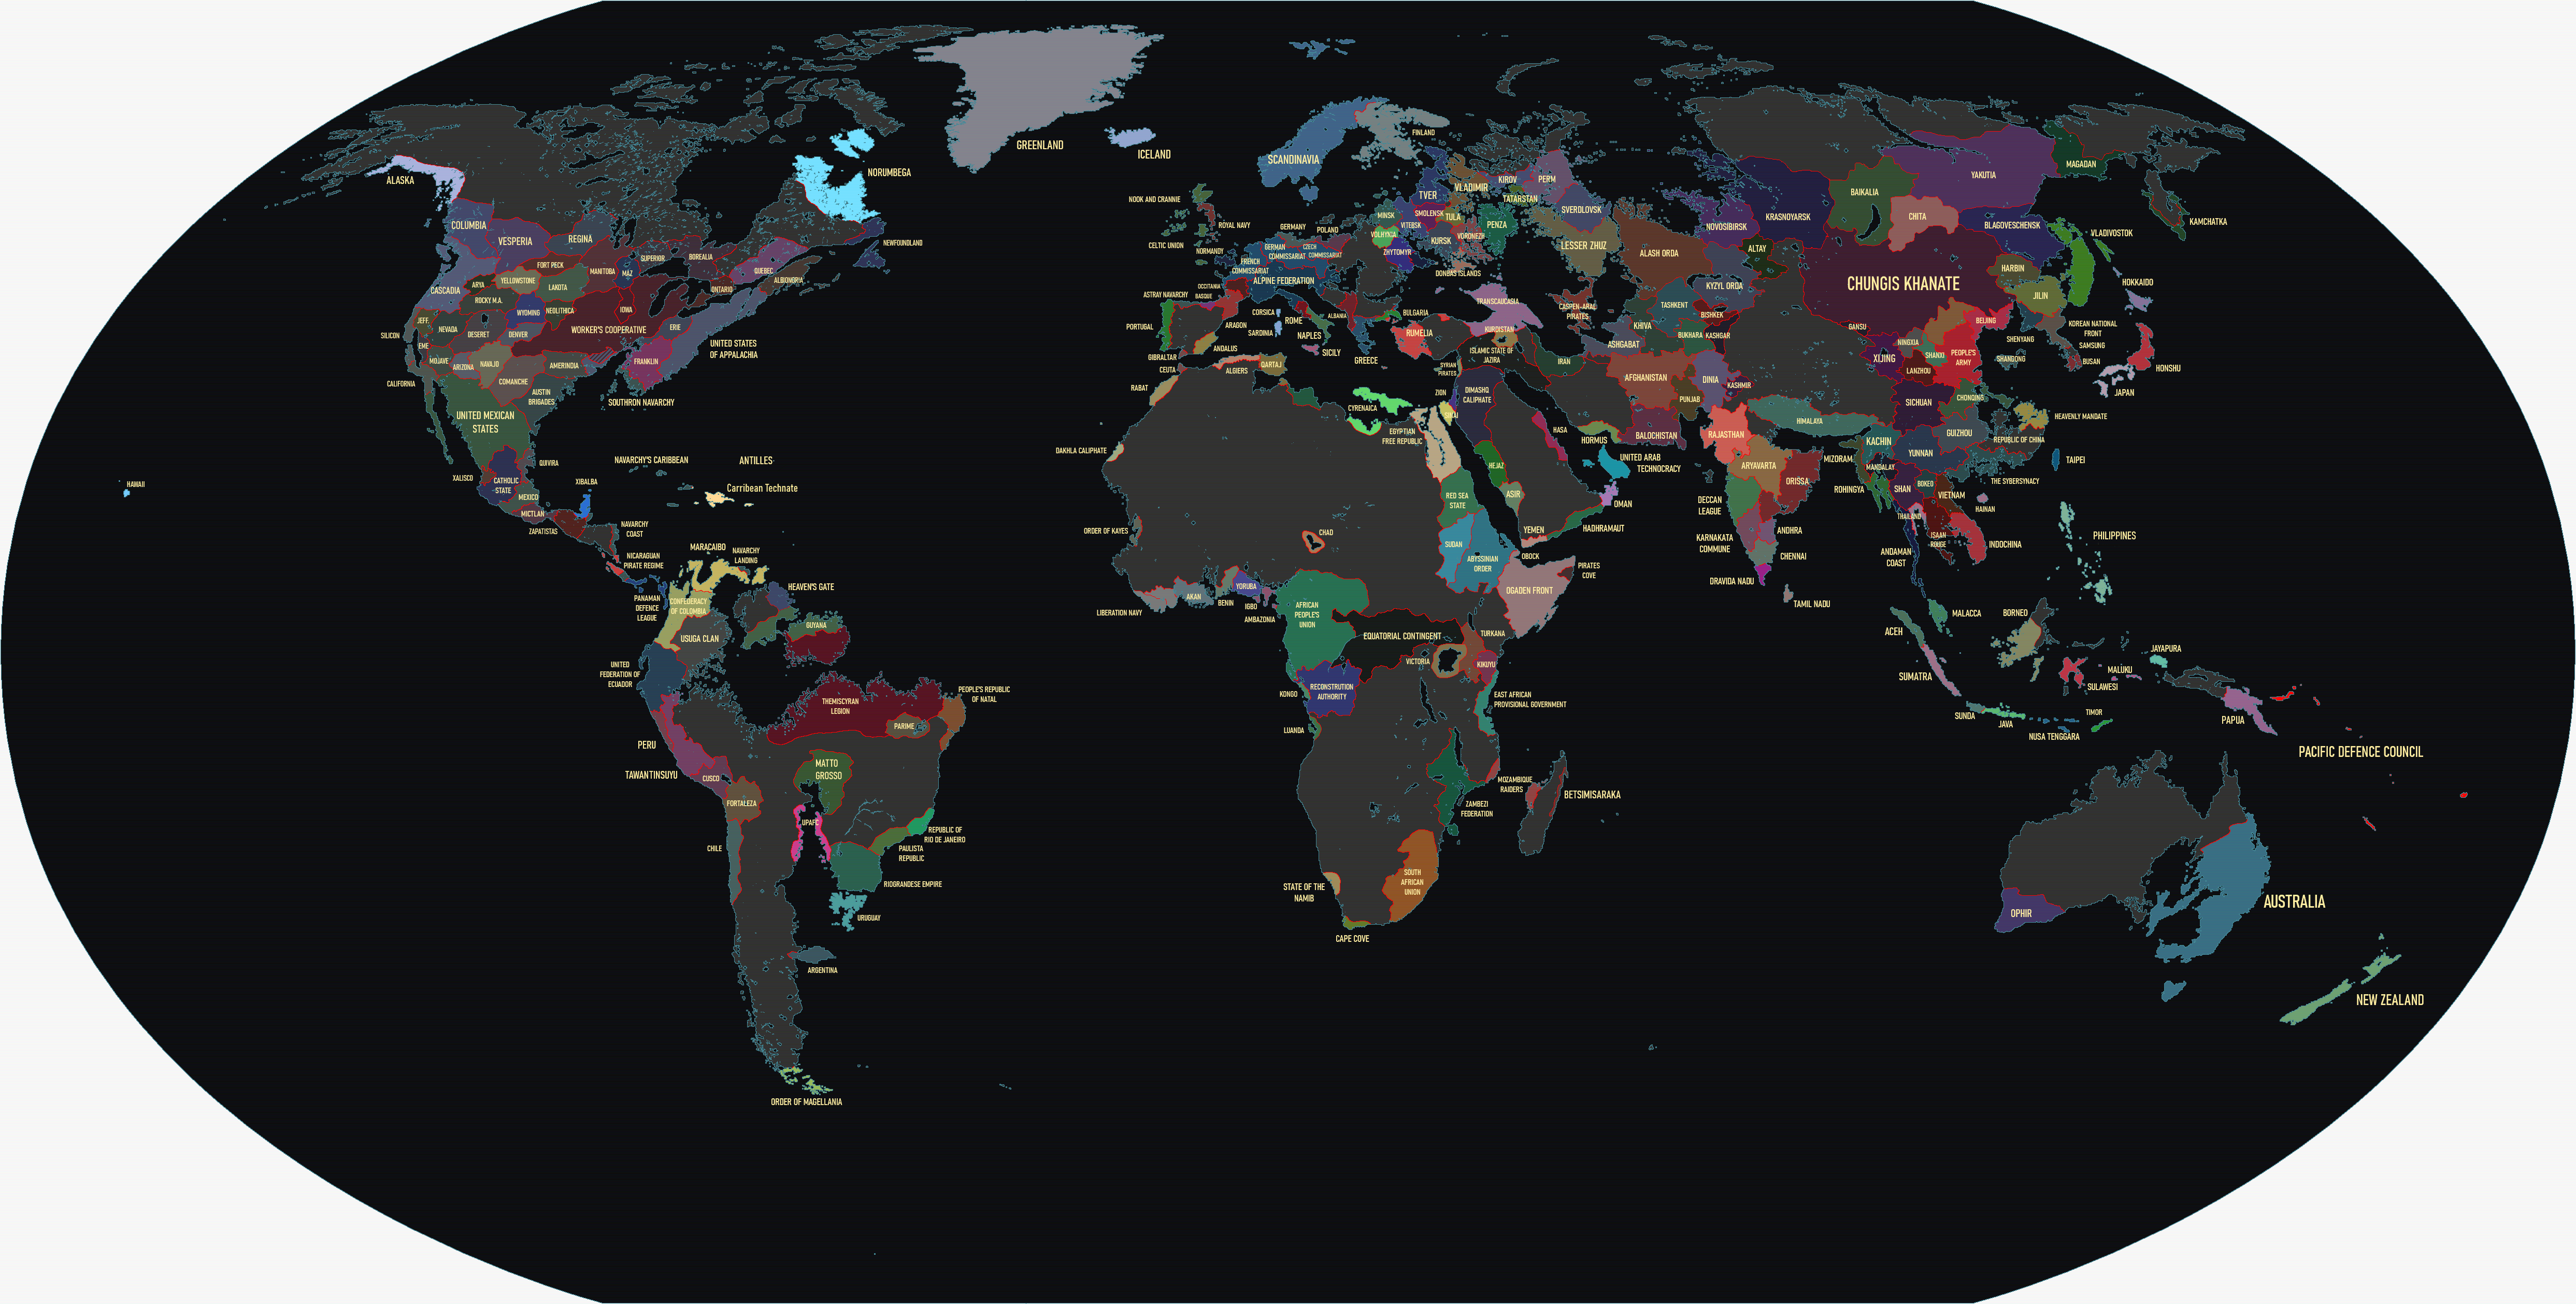 GREENLAND
ICELAND
NORUMBEGA
ALASKA
COLUMBIA
VESPERIA
REGINA
NEWFOUNDLAND
SUPERIOR
BOREALIA
QUEBEC
ALBIONORIA
ONTARIO
FORT PECK
MANITOBA
MAZ
YELLOWSTONE
LAKOTA
ARYA
CASCADIA
ROCKY M.A.
WYOMING
NEOLITHICA
IOWA
JEFF.
NEVADA
DESERET
DENVER
WORKER'S COOPERATIVE
ERIE
SILICON
EME
UNITED STATES
OF APPALACHIA
MOJAVE
ARIZONA
NAVAJO
AMERINDIA
FRANKLIN
CALIFORNIA
COMANCHE
AUSTIN
BRIGADES
SOUTHRON NAVARCHY
UNITED MEXICAN
STATES
QUIVIRA
NAVARCHY'S CARIBBEAN
ANTILLES
Carribean Technate
HAWAII
XALISCO
CATHOLIC
STATE
MEXICO
XIBALBA
MICTLAN
ZAPATISTAS
NAVARCHY
COAST
NICARAGUAN
PIRATE REGIME
MARACAIBO
NAVARCHY
LANDING
PANAMAN
DEFENCE
LEAGUE
CONFEDERACY
OF COLOMBIA
HEAVEN'S GATE
USUGA CLAN
GUYANA
UNITED
FEDERATION OF
ECUADOR
PEOPLE'S REPUBLIC
OF NATAL
THEMISCYRAN
LEGION
PARIME
PERU
TAWANTINSUYU
CUSCO
MATTO
GROSSO
FORTALEZA
UPAFC
CHILE
REPUBLIC OF
RIO DE JANEIRO
PAULISTA
REPUBLIC
RIOGRANDESE EMPIRE
URUGUAY
ARGENTINA
ORDER OF MAGELLANIA
SCANDINAVIA
FINLAND
NOOK AND CRANNIE
ROYAL NAVY
CELTIC UNION
NORMANDY
GERMANY
POLAND
GERMAN
COMMISSARIAT
CZECH
COMMISSARIAT
FRENCH
COMMISSARIAT
ALPINE FEDERATION
OCCITANIA
BASQUE
ASTRAY NAVARCHY
PORTUGAL
ARAGON
ANDALUS
GIBRALTAR
CEUTA
RABAT
ALGIERS
QARTAJ
CORSICA
SARDINIA
ROME
NAPLES
SICILY
ALBANIA
GREECE
BULGARIA
RUMELIA
MINSK
VITEBSK
VOLHYICA
ZHYTOMYR
TVER
SMOLENSK
VLADIMIR
TULA
KURSK
VORONEZH
DONBAS ISLANDS
KIROV
TATARSTAN
PENZA
PERM
SVERDLOVSK
LESSER ZHUZ
ALASH ORDA
TRANSCAUCASIA
KURDISTAN
ISLAMIC STATE OF
JAZIRA
SYRIAN
PIRATES
CASPIEN-ARAL
PIRATES
IRAN
ZION
SINAI
DIMASHQ
CALIPHATE
CYRENAICA
EGYPTIAN
FREE REPUBLIC
HASA
HEJAZ
ASIR
YEMEN
HADHRAMAUT
OMAN
HORMUS
UNITED ARAB
TECHNOCRACY
DAKHLA CALIPHATE
ORDER OF KAYES
LIBERATION NAVY
AKAN
BENIN
YORUBA
IGBO
AMBAZONIA
CHAD
RED SEA
STATE
SUDAN
ABYSSINIAN
ORDER
OBOCK
PIRATES
COVE
OGADEN FRONT
AFRICAN
PEOPLE'S
UNION
EQUATORIAL CONTINGENT
TURKANA
VICTORIA
KIKUYU
KONGO
RECONSTRUTION
AUTHORITY
EAST AFRICAN
PROVISIONAL GOVERNMENT
LUANDA
MOZAMBIQUE
RAIDERS
ZAMBEZI
FEDERATION
BETSIMISARAKA
STATE OF THE
NAMIB
SOUTH
AFRICAN
UNION
CAPE COVE
NOVOSIBIRSK
KRASNOYARSK
BAIKALIA
CHITA
YAKUTIA
MAGADAN
KAMCHATKA
BLAGOVESCHENSK
VLADIVOSTOK
ALTAY
KYZYL ORDA
CHUNGIS KHANATE
HARBIN
JILIN
HOKKAIDO
TASHKENT
BISHKEK
KHIVA
BUKHARA
KASHGAR
ASHGABAT
GANSU
BEIJING
NINGXIA
SHANXI
PEOPLE'S
ARMY
XIJING
LANZHOU
SHENYANG
SHANDONG
KOREAN NATIONAL
FRONT
SAMSUNG
BUSAN
HONSHU
JAPAN
AFGHANISTAN
DINIA
KASHMIR
PUNJAB
BALOCHISTAN
RAJASTHAN
HIMALAYA
SICHUAN
CHONGING
HEAVENLY MANDATE
KACHIN
GUIZHOU
REPUBLIC OF CHINA
YUNNAN
TAIPEI
THE SYBERSYNACY
ARYAVARTA
MIZORAM
MANDALAY
ORISSA
ROHINGYA
SHAN
BOKEO
VIETNAM
HAINAN
DECCAN
LEAGUE
THAILAND
ISAAN
ROUGE
INDOCHINA
PHILIPPINES
KARNAKATA
COMMUNE
ANDHRA
CHENNAI
ANDAMAN
COAST
DRAVIDA NADU
TAMIL NADU
MALACCA
BORNEO
ACEH
SUMATRA
SUNDA
JAVA
NUSA TENGGARA
TIMOR
SULAWESI
MALUKU
JAYAPURA
PAPUA
PACIFIC DEFENCE COUNCIL
OPHIR
AUSTRALIA
NEW ZEALAND